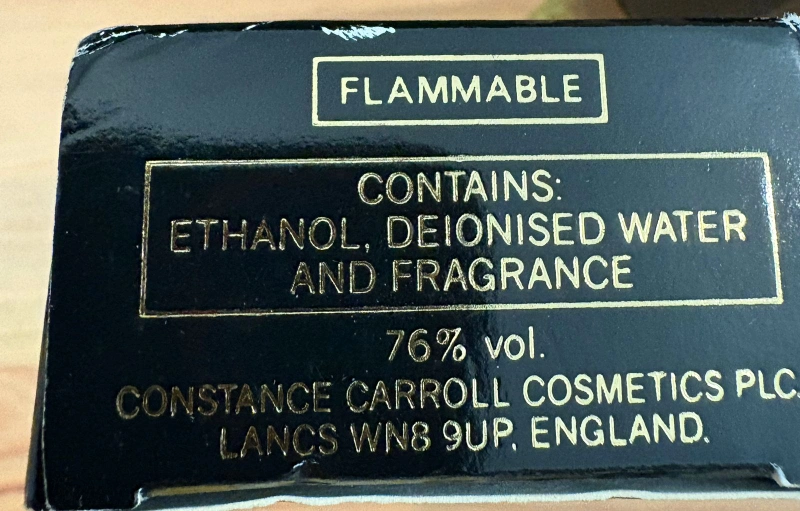 FLAMMABLE
CONTAINS:
ETHANOL, DEIONISED WATER
AND FRAGRANCE
76% vol.
CONSTANCE CARROLL COSMETICS PLC.
LANCS WN8 9UP, ENGLAND.